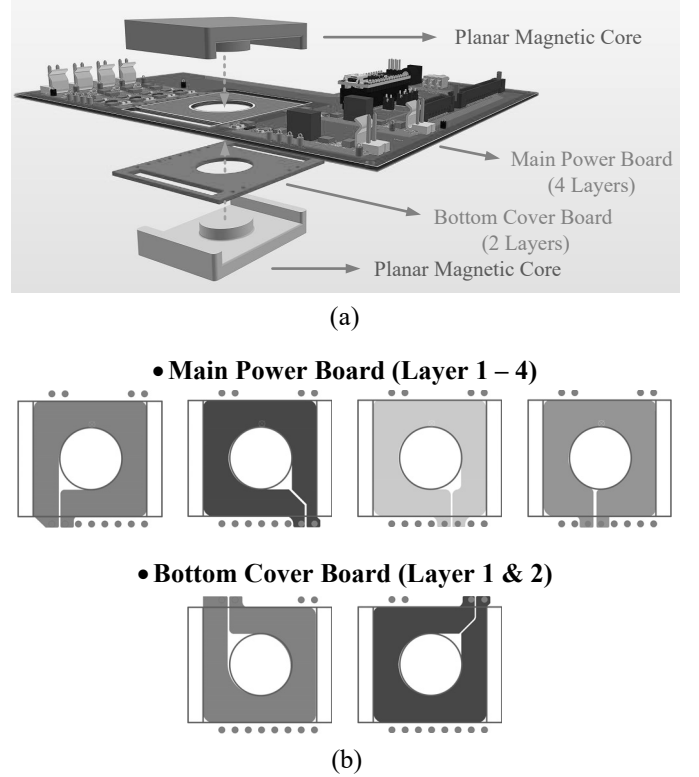 Planar Magnetic Core
Main Power Board
(4 Layers)
Bottom Cover Board
(2 Layers)
Planar Magnetic Core
(a)
• Main Power Board (Layer 1 – 4)
• Bottom Cover Board (Layer 1 & 2)
(b)